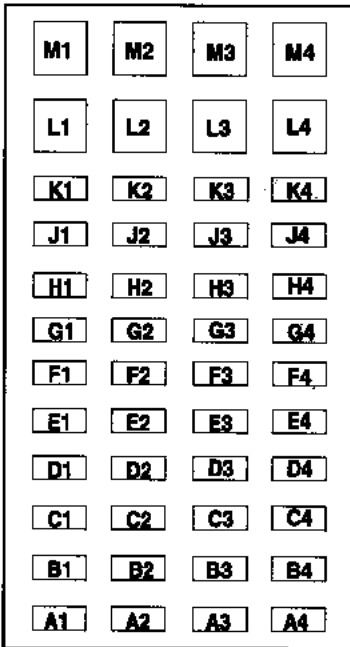 M1 M2 M3 M4
L1 L2 L3 L4
K1 K2 K3 K4
J1 J2 J3 J4
H1 H2 H3 H4
G1 G2 G3 G4
F1 F2 F3 F4
E1 E2 E3 E4
D1 D2 D3 D4
C1 C2 C3 C4
B1 B2 B3 B4
A1 A2 A3 A4